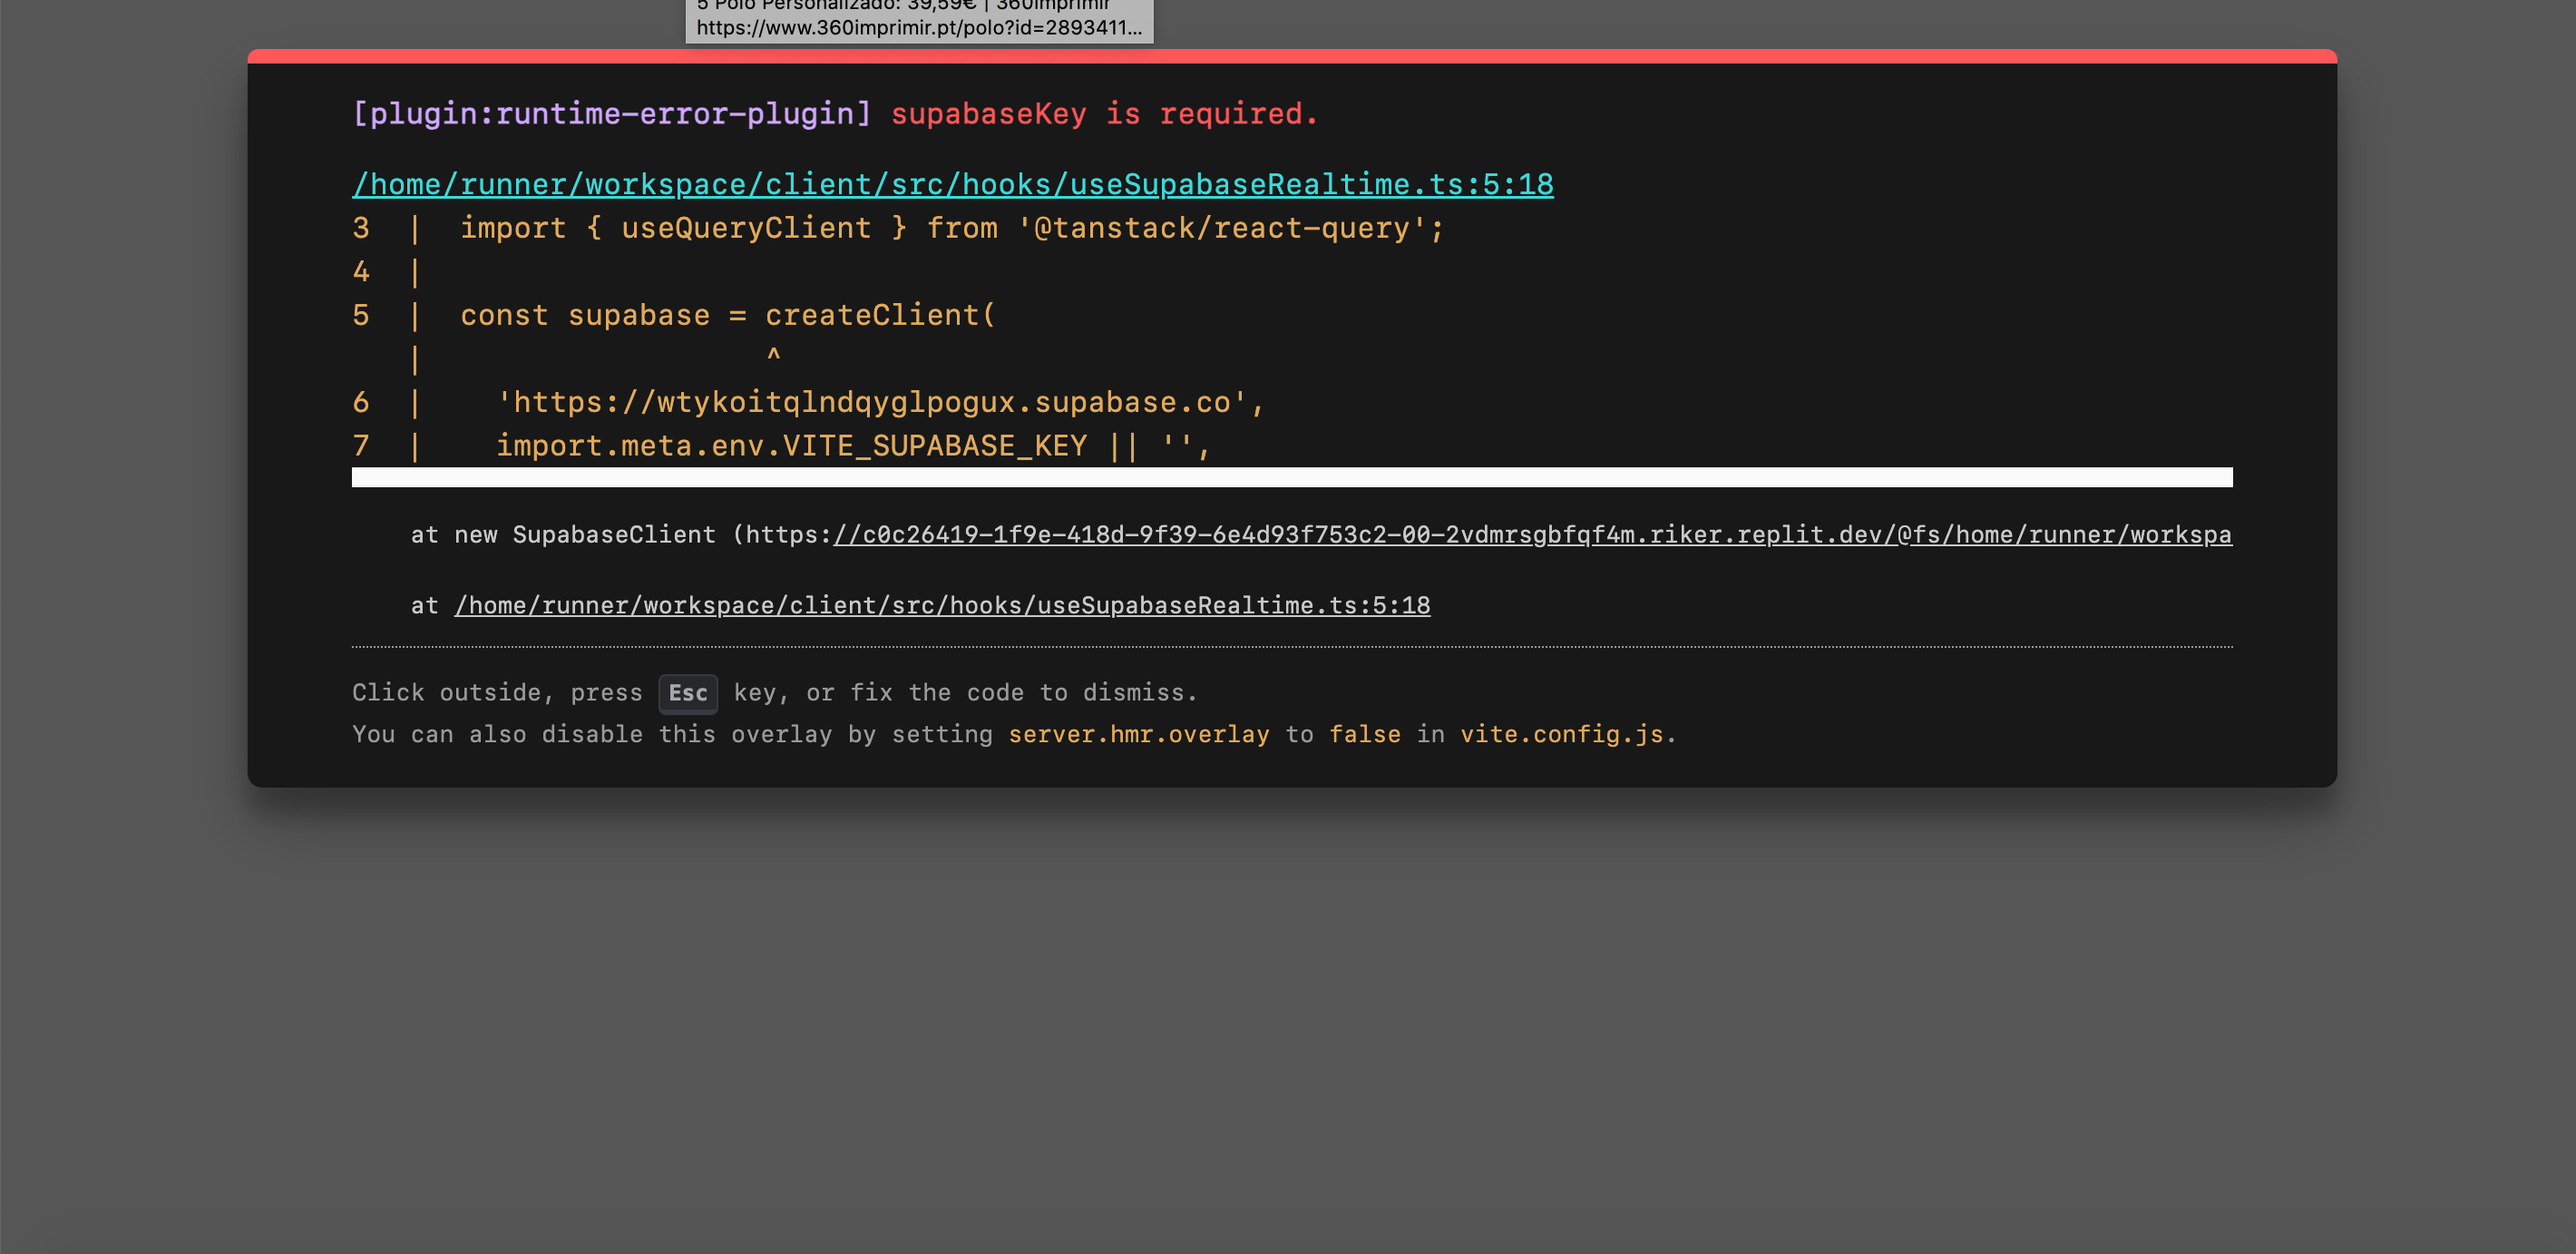 5 Polo Personalizado: 39,59€ | 360imprimir
https://www.360imprimir.pt/polo?id=2893411...
[plugin:runtime-error-plugin] supabaseKey is required.
/home/runner/workspace/client/src/hooks/useSupabaseRealtime.ts:5:18
3  |  import { useQueryClient } from '@tanstack/react-query';
4  |
5  |  const supabase = createClient(
   |                   ^
6  |    'https://wtykoitqlndqyglpogux.supabase.co',
7  |    import.meta.env.VITE_SUPABASE_KEY || '',
at new SupabaseClient (https://c0c26419-1f9e-418d-9f39-6e4d93f753c2-00-2vdmrsgbfqf4m.riker.replit.dev/@fs/home/runner/workspa
at /home/runner/workspace/client/src/hooks/useSupabaseRealtime.ts:5:18
Click outside, press Esc key, or fix the code to dismiss.
You can also disable this overlay by setting server.hmr.overlay to false in vite.config.js.